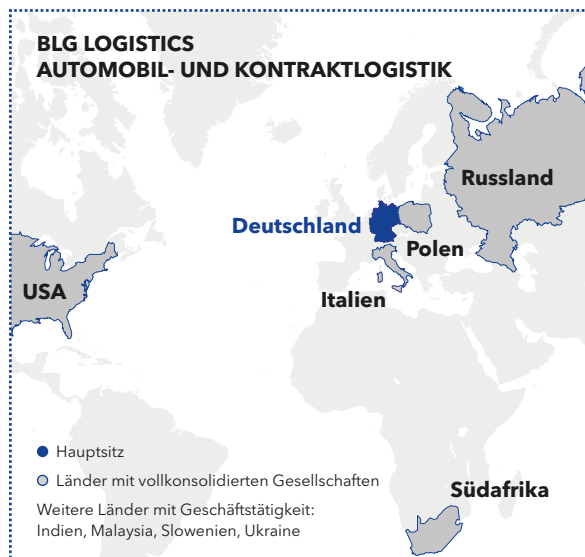 BLG LOGISTICS
AUTOMOBIL- UND KONTRAKTLOGISTIK
Russland
Deutschland
Polen
USA
Italien
Hauptsitz
Länder mit vollkonsolidierten Gesellschaften
Südafrika
Weitere Länder mit Geschäftstätigkeit:
Indien, Malaysia, Slowenien, Ukraine